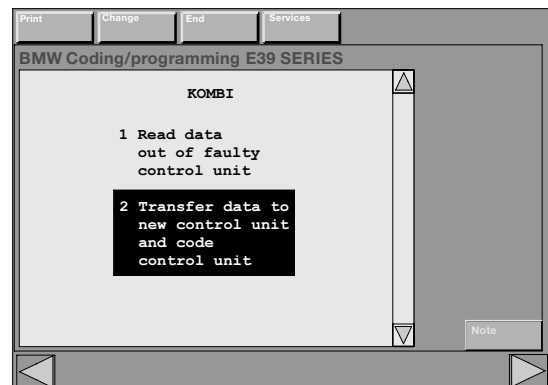 Print
Change
End
Services
BMW Coding/programming E39 SERIES
KOMBI
1 Read data
out of faulty
control unit
2 Transfer data to
new control unit
and code
control unit
Note